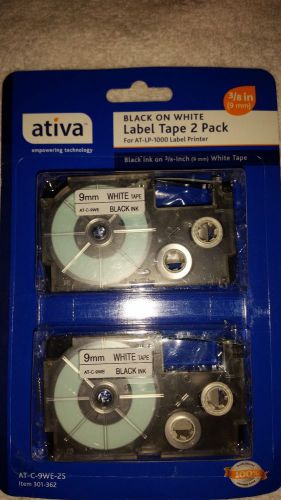 3/8 in
(9 mm)
BLACK ON WHITE
Label Tape 2 Pack
For AT-LP-1000 Label Printer
ativa
empowering technology
Black ink on 3/8-inch (9 mm) White Tape
9mm WHITE TAPE
AT-C-9WE BLACK INK
9mm WHITE TAPE
AT-C-9WE BLACK INK
AT-C-9WE-2S
Item 301-362
100%